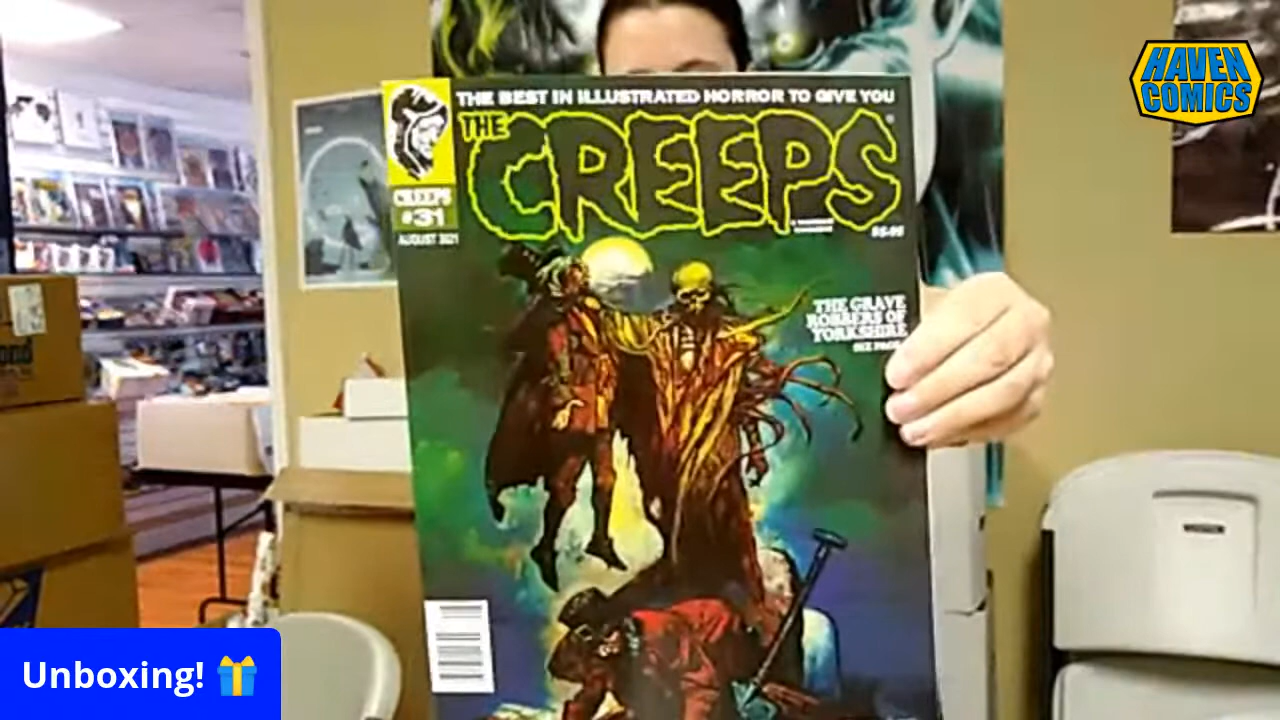 HAVEN
COMICS
THE BEST IN ILLUSTRATED HORROR TO GIVE YOU
THE
CREEPS
CREEPS
#31
AUGUST 2021
THE GRAVE
ROBBERS OF
YORKSHIRE
Unboxing!